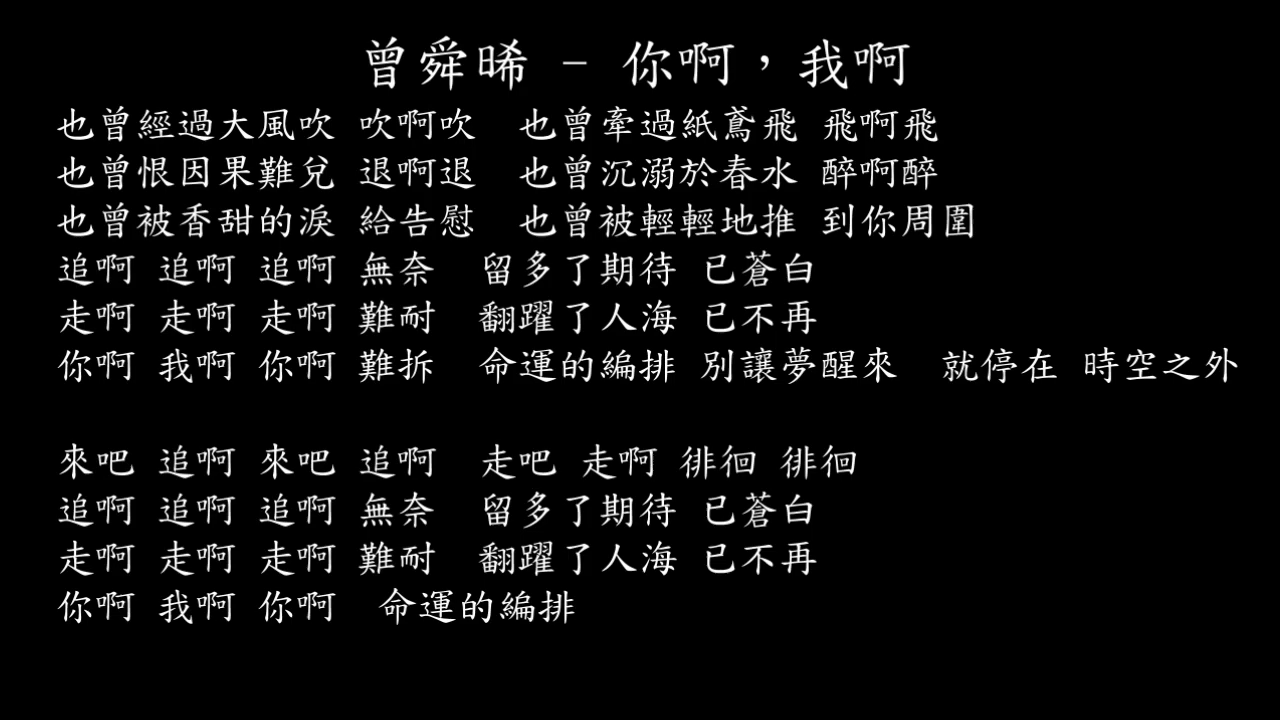 曾舜晞 - 你啊，我啊
也曾經過大風吹 吹啊吹　也曾牽過紙鳶飛 飛啊飛
也曾恨因果難兌 退啊退　也曾沉溺於春水 醉啊醉
也曾被香甜的淚 給告慰　也曾被輕輕地推 到你周圍
追啊 追啊 追啊 無奈　留多了期待 已蒼白
走啊 走啊 走啊 難耐　翻躍了人海 已不再
你啊 我啊 你啊 難拆　命運的編排 別讓夢醒來　就停在 時空之外
來吧 追啊 來吧 追啊　走吧 走啊 徘徊 徘徊
追啊 追啊 追啊 無奈　留多了期待 已蒼白
走啊 走啊 走啊 難耐　翻躍了人海 已不再
你啊 我啊 你啊　命運的編排